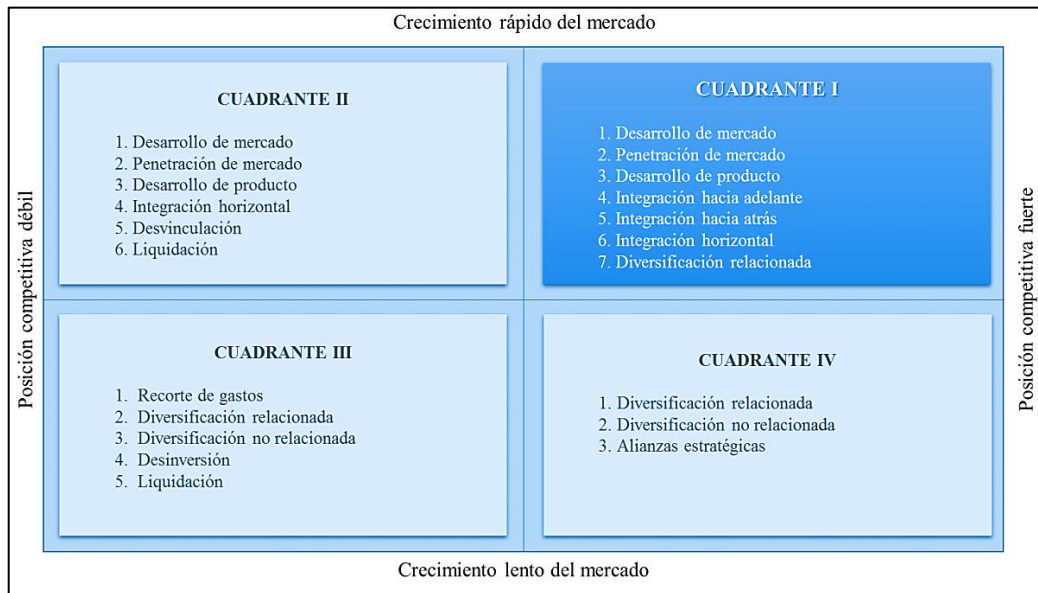 Crecimiento rápido del mercado
Posición competitiva débil
CUADRANTE II
1. Desarrollo de mercado
2. Penetración de mercado
3. Desarrollo de producto
4. Integración horizontal
5. Desvinculación
6. Liquidación
CUADRANTE I
1. Desarrollo de mercado
2. Penetración de mercado
3. Desarrollo de producto
4. Integración hacia adelante
5. Integración hacia atrás
6. Integración horizontal
7. Diversificación relacionada
Posición competitiva fuerte
CUADRANTE III
1. Recorte de gastos
2. Diversificación relacionada
3. Diversificación no relacionada
4. Desinversión
5. Liquidación
CUADRANTE IV
1. Diversificación relacionada
2. Diversificación no relacionada
3. Alianzas estratégicas
Crecimiento lento del mercado